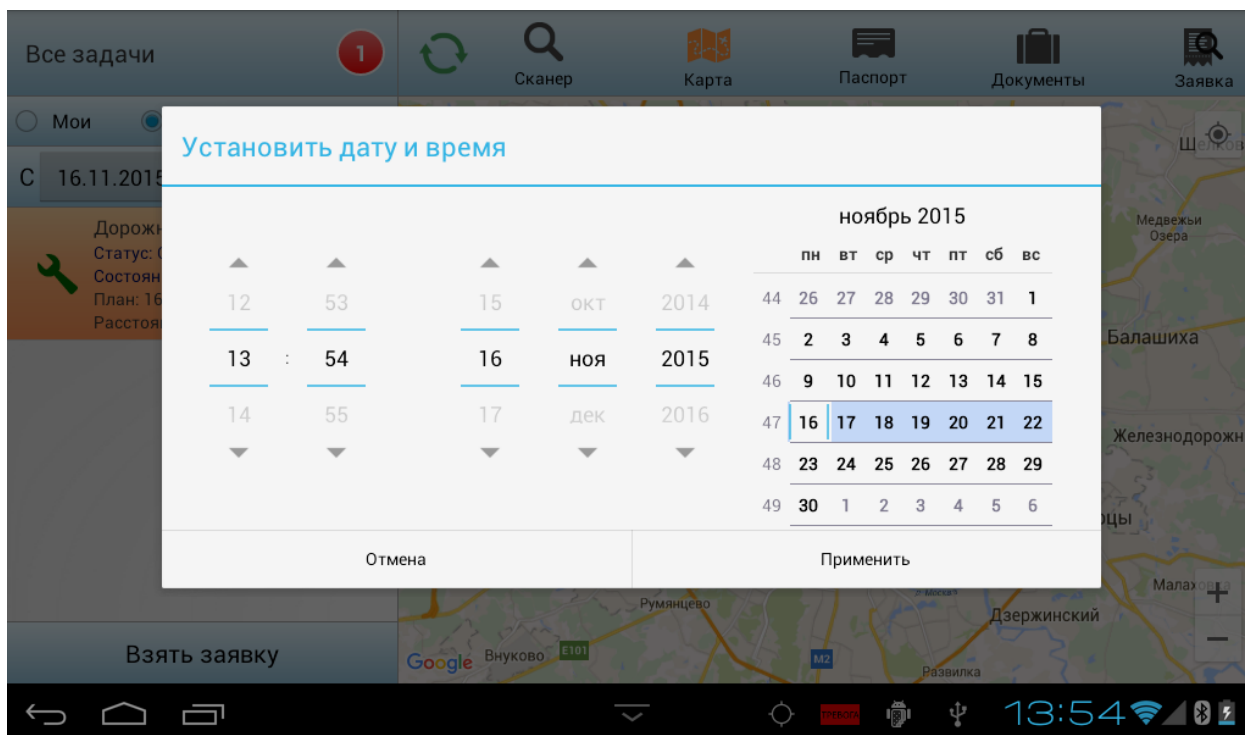 Все задачи
1
Сканер
Карта
Паспорт
Документы
Заявка
Мои
С 16.11.2015
Дорожн
Статус:
Состоян
План: 16
Расстоя
Взять заявку
Установить дату и время
12 53 15 окт 2014
13 : 54 16 ноя 2015
14 55 17 дек 2016
ноябрь 2015
пн вт ср чт пт сб вс
44 26 27 28 29 30 31 1
45 2 3 4 5 6 7 8
46 9 10 11 12 13 14 15
47 16 17 18 19 20 21 22
48 23 24 25 26 27 28 29
49 30 1 2 3 4 5 6
Отмена
Применить
Щелков
Медвежьи
Озера
Балашиха
Железнодорожн
цы
Малаховка
Румянцево
Дзержинский
Google
Внуково
E101
M2
Развилка
ТРЕВОГА
13:54